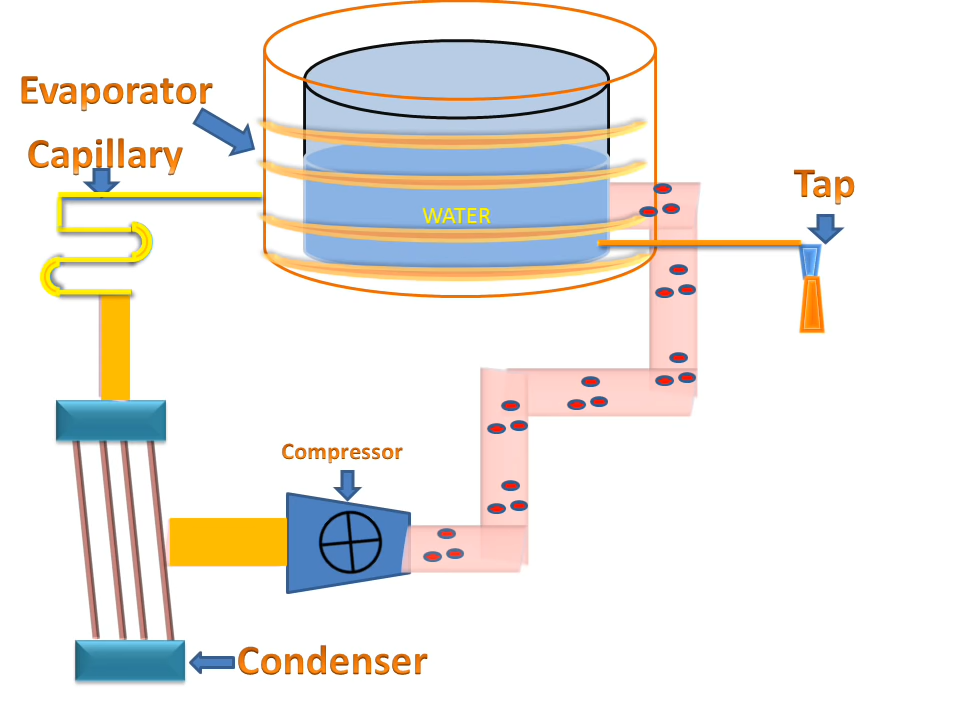 Evaporator
Capillary
Tap
WATER
Compressor
Condenser